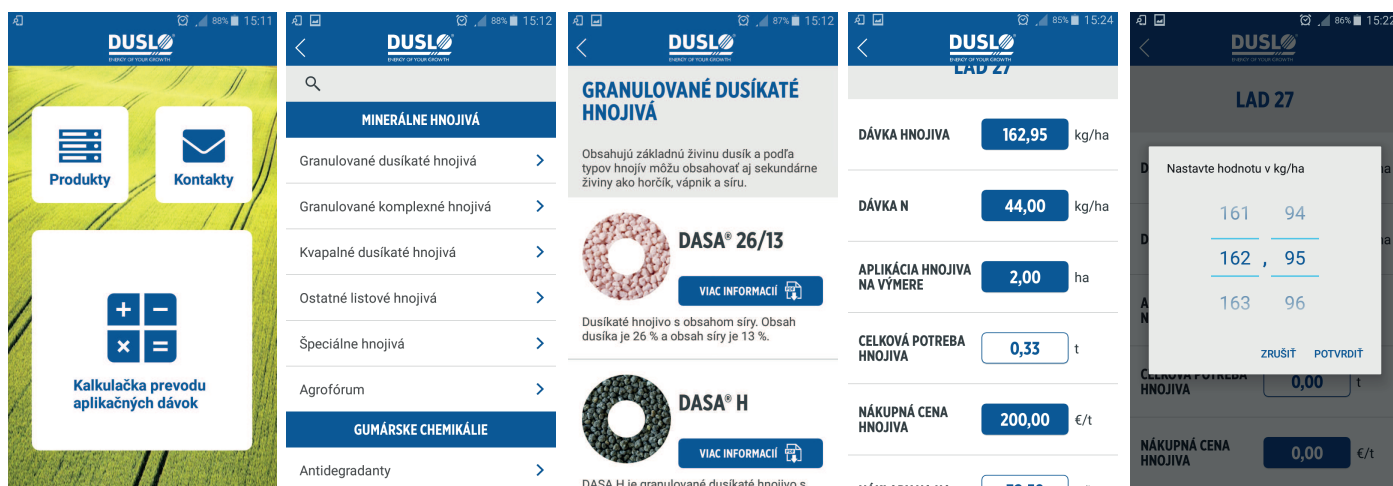 88% 15:11
DUSLO
ENERGY OF YOUR GROWTH
Produkty
Kontakty
Kalkulačka prevodu
aplikačných dávok
88% 15:12
DUSLO
ENERGY OF YOUR GROWTH
MINERÁLNE HNOJIVÁ
Granulované dusíkaté hnojivá
Granulované komplexné hnojivá
Kvapalné dusíkaté hnojivá
Ostatné listové hnojivá
Špeciálne hnojivá
Agrofórum
GUMÁRSKE CHEMIKÁLIE
Antidegradanty
87% 15:12
DUSLO
ENERGY OF YOUR GROWTH
GRANULOVANÉ DUSÍKATÉ
HNOJIVÁ
Obsahujú základnú živinu dusík a podľa
typov hnojív môžu obsahovať aj sekundárne
živiny ako horčík, vápnik a síru.
DASA® 26/13
VIAC INFORMACIÍ
Dusíkaté hnojivo s obsahom síry. Obsah
dusíka je 26 % a obsah síry je 13 %.
DASA® H
VIAC INFORMACIÍ
DASA H je granulované dusíkaté hnojivo s
85% 15:24
DUSLO
ENERGY OF YOUR GROWTH
LAD 27
DÁVKA HNOJIVA 162,95 kg/ha
DÁVKA N 44,00 kg/ha
APLIKÁCIA HNOJIVA
NA VÝMERE 2,00 ha
CELKOVÁ POTREBA
HNOJIVA 0,33 t
NÁKUPNÁ CENA
HNOJIVA 200,00 €/t
86% 15:22
DUSLO
ENERGY OF YOUR GROWTH
LAD 27
Nastavte hodnotu v kg/ha
161 94
162 , 95
163 96
ZRUŠIŤ POTVRDIŤ
CELKOVÁ POTREBA
HNOJIVA 0,00 t
NÁKUPNÁ CENA
HNOJIVA 0,00 €/t